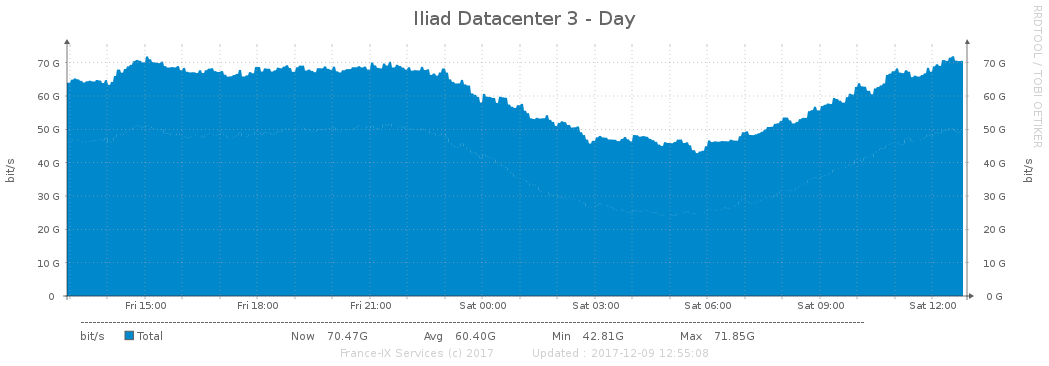 Iliad Datacenter 3 - Day
RRDTOOL / TOBI OETIKER
70 G 70 G
60 G 60 G
50 G 50 G
40 G 40 G
30 G 30 G
20 G 20 G
10 G 10 G
0 0 G
bit/s bit/s
Fri 15:00 Fri 18:00 Fri 21:00 Sat 00:00 Sat 03:00 Sat 06:00 Sat 09:00 Sat 12:00
bit/s Total Now 70.47G Avg 60.40G Min 42.81G Max 71.85G
France-IX Services (c) 2017 Updated : 2017-12-09 12:55:08